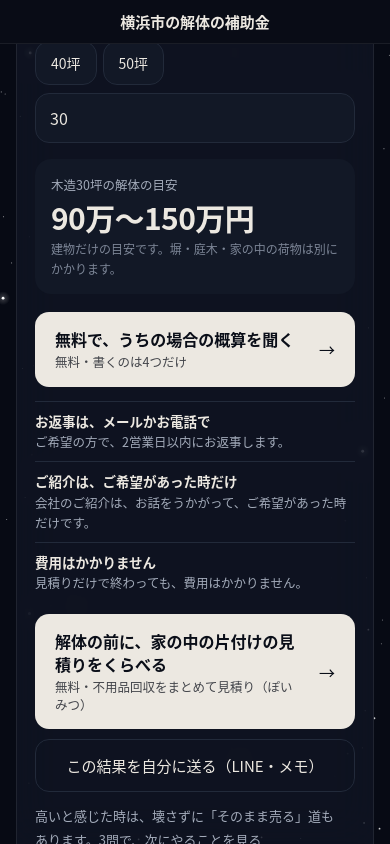 横浜市の解体の補助金
40坪
50坪
30
木造30坪の解体の目安
90万〜150万円
建物だけの目安です。塀・庭木・家の中の荷物は別に
かかります。
無料で、うちの場合の概算を聞く
→
無料・書くのは4つだけ
お返事は、メールかお電話で
ご希望の方で、2営業日以内にお返事します。
ご紹介は、ご希望があった時だけ
会社のご紹介は、お話をうかがって、ご希望があった時
だけです。
費用はかかりません
見積りだけで終わっても、費用はかかりません。
解体の前に、家の中の片付けの見
積りをくらべる
→
無料・不用品回収をまとめて見積り（ぽい
みつ）
この結果を自分に送る（LINE・メモ）
高いと感じた時は、壊さずに「そのまま売る」道も
あります。3問で、次にやることを見る